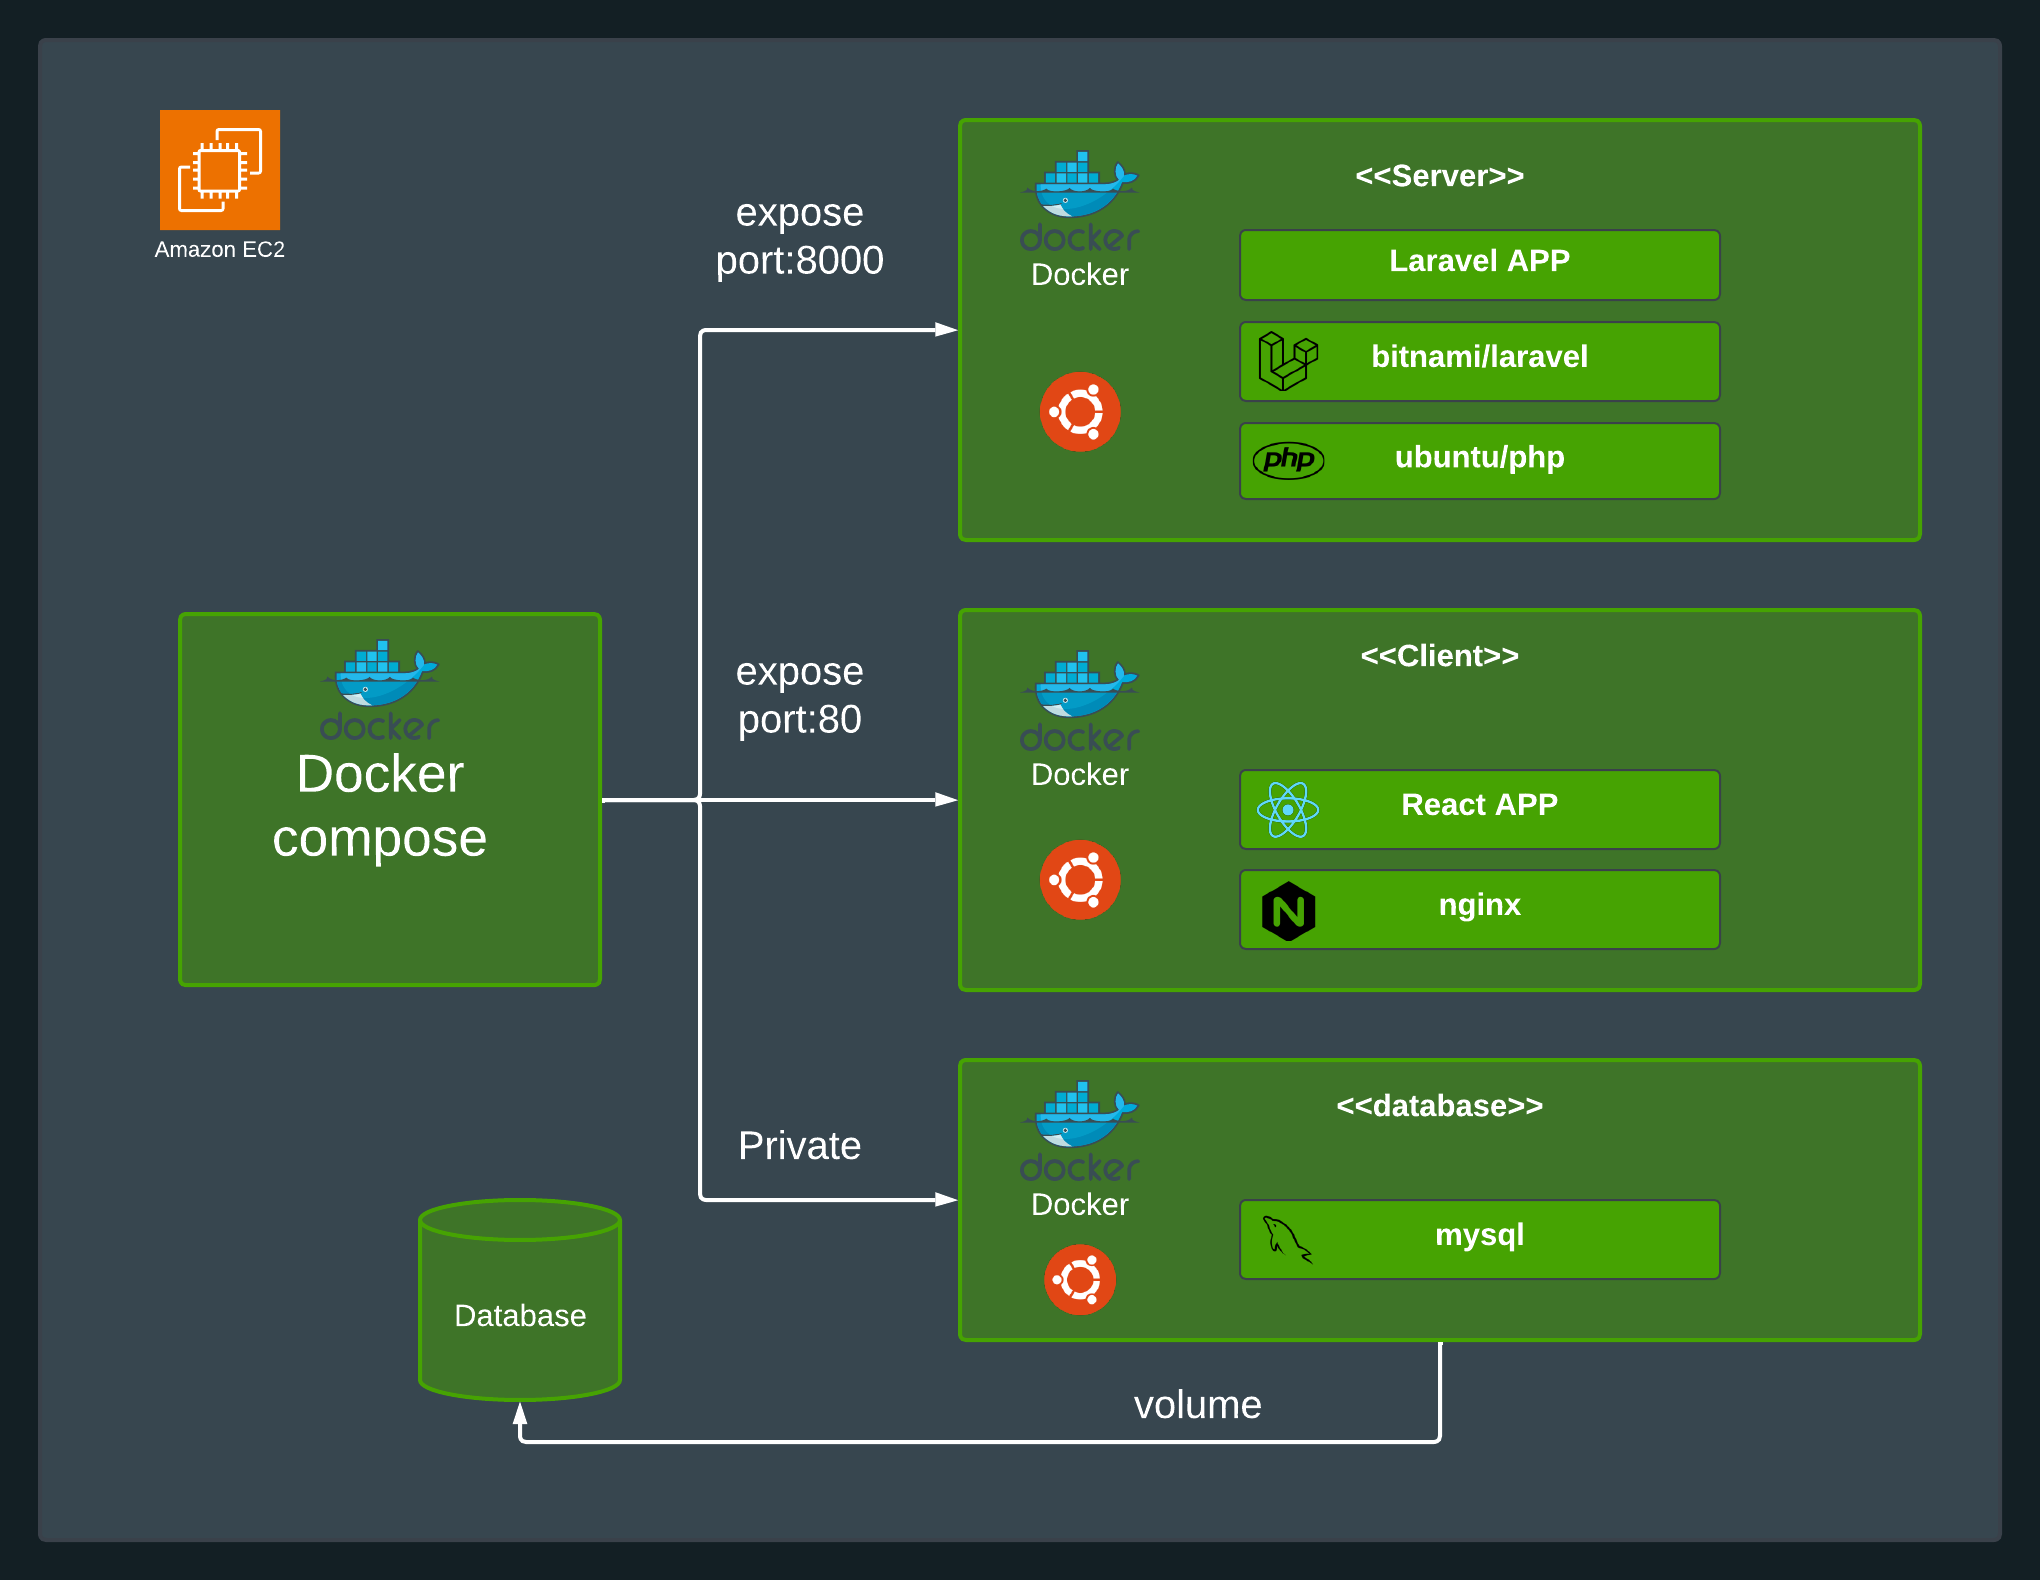 Amazon EC2
expose
port:8000
docker
Docker
<<Server>>
Laravel APP
bitnami/laravel
php
ubuntu/php
docker
Docker
compose
expose
port:80
docker
Docker
<<Client>>
React APP
nginx
Private
docker
Docker
<<database>>
mysql
Database
volume